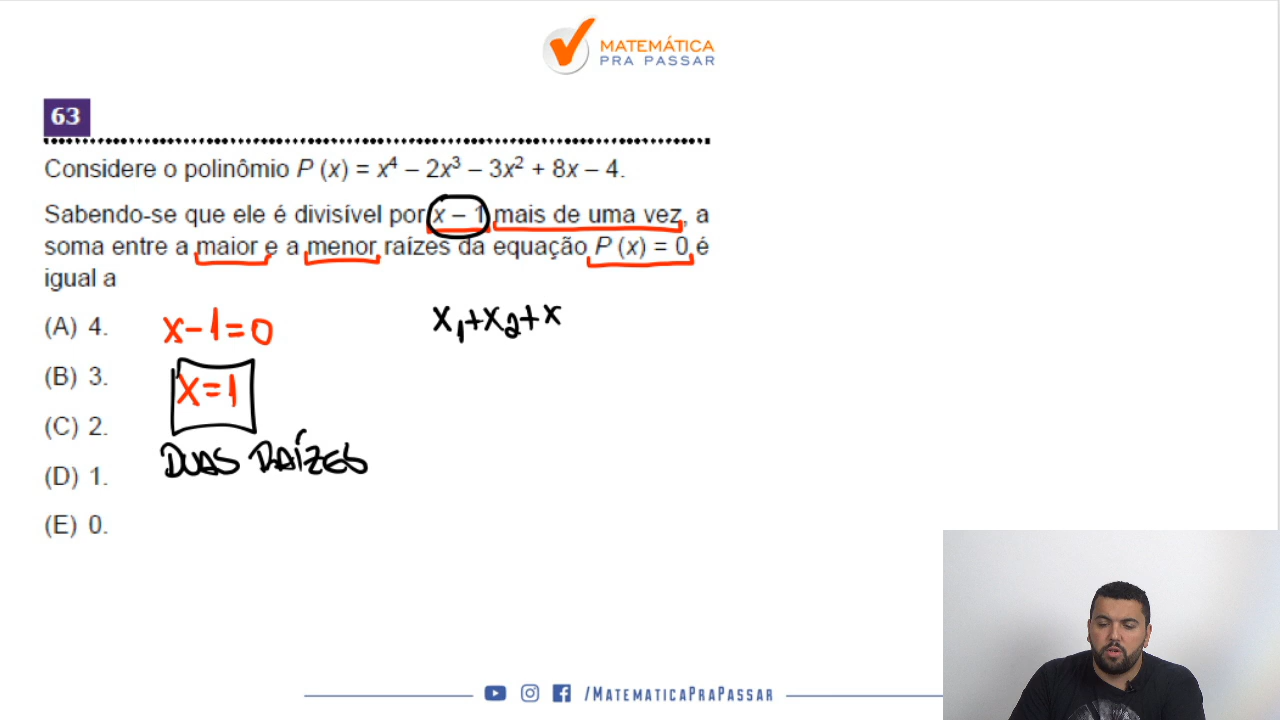 MATEMÁTICA
PRA PASSAR
63
Considere o polinômio P (x) = x⁴ – 2x³ – 3x² + 8x – 4.
Sabendo-se que ele é divisível por x – 1 mais de uma vez, a
soma entre a maior e a menor raízes da equação P (x) = 0 é
igual a
(A) 4.
(B) 3.
(C) 2.
(D) 1.
(E) 0.
x-1=0
x=1
DUAS RAÍZES
x₁+x₂+x
/MATEMATICAPRAPASSAR